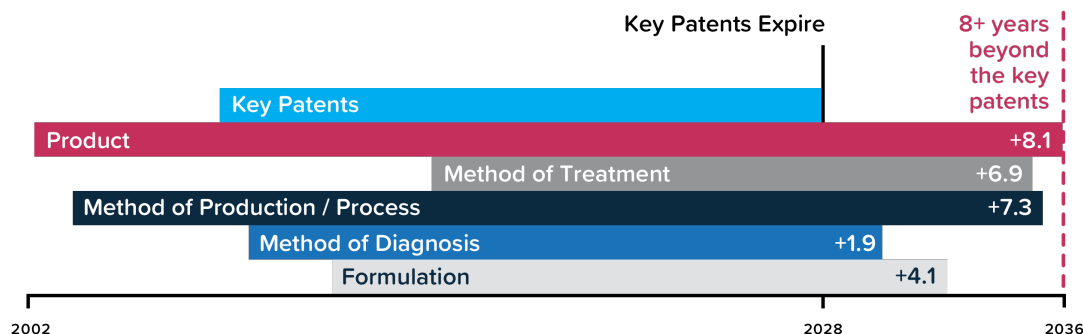 Key Patents Expire
8+ years
beyond
the key
patents
Key Patents
Product +8.1
Method of Treatment +6.9
Method of Production / Process +7.3
Method of Diagnosis +1.9
Formulation +4.1
2002 2028 2036